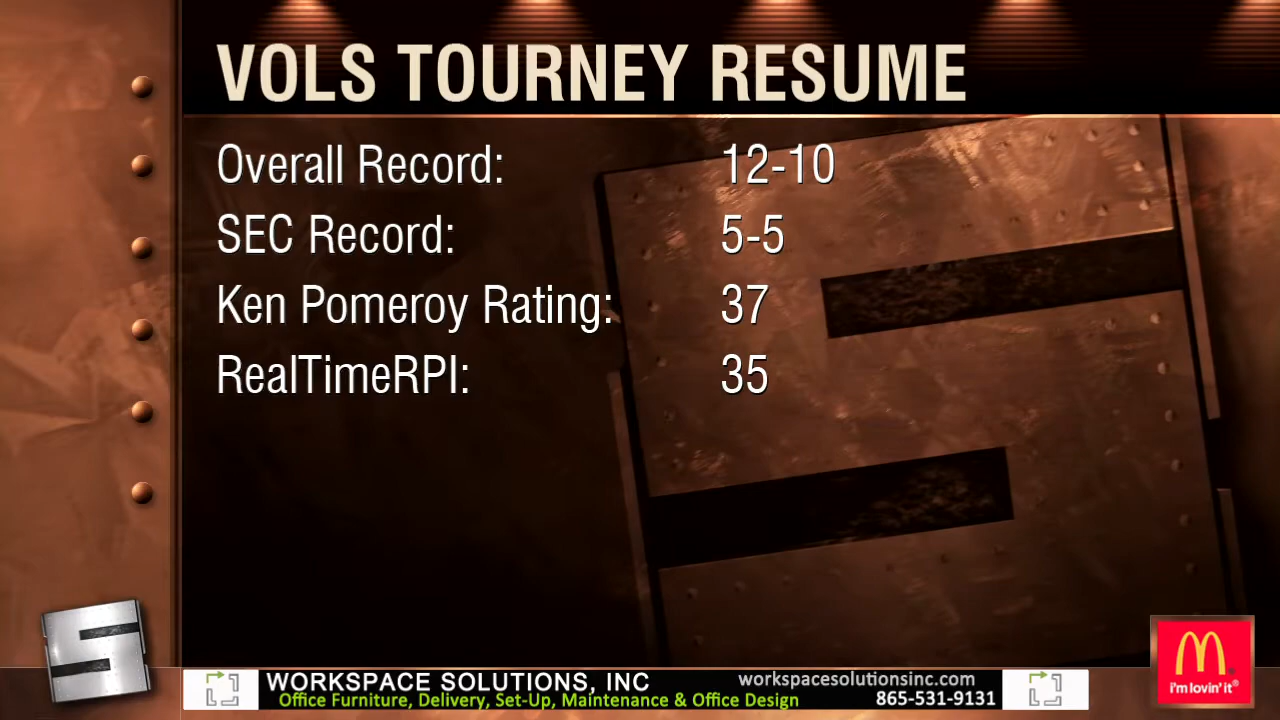 VOLS TOURNEY RESUME
Overall Record: 12-10
SEC Record: 5-5
Ken Pomeroy Rating: 37
RealTimeRPI: 35
WORKSPACE SOLUTIONS, INC workspacesolutionsinc.com
Office Furniture, Delivery, Set-Up, Maintenance & Office Design 865-531-9131
i'm lovin' it®